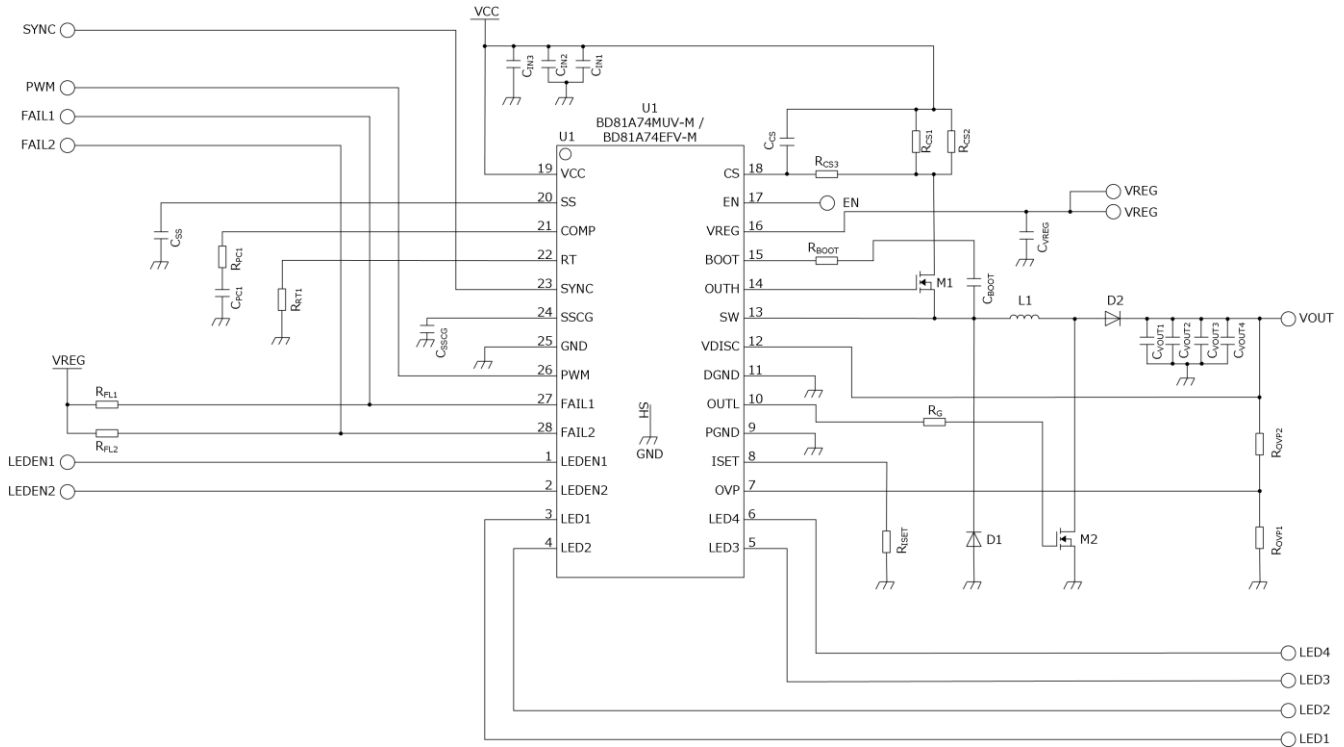 VCC
SYNC
PWM
FAIL1
FAIL2
CIN3
CIN2
CIN1
U1
BD81A74MUV-M /
BD81A74EFV-M
U1
CCS
RCS1
RCS2
RCS3
19 VCC
20 SS
21 COMP
22 RT
23 SYNC
24 SSCG
25 GND
26 PWM
27 FAIL1
28 FAIL2
1 LEDEN1
2 LEDEN2
3 LED1
4 LED2
CS 18
EN 17
VREG 16
BOOT 15
OUTH 14
SW 13
VDISC 12
DGND 11
OUTL 10
PGND 9
ISET 8
OVP 7
LED4 6
LED3 5
SH
GND
EN
VREG
VREG
CVREG
RBOOT
CBOOT
M1
L1
D2
VOUT
CVOUT1
CVOUT2
CVOUT3
CVOUT4
CSS
RPC1
CPC1
RRT1
CSSCG
VREG
RFL1
RFL2
LEDEN1
LEDEN2
RG
ROVP2
ROVP1
RISET
D1
M2
LED4
LED3
LED2
LED1